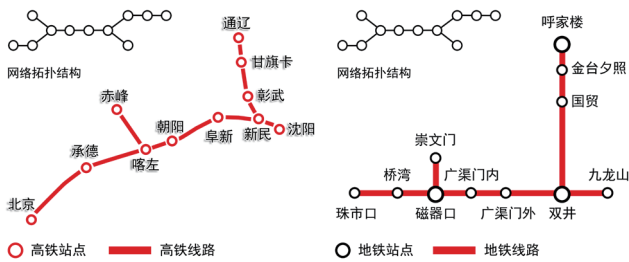 网络拓扑结构
通辽
甘旗卡
彰武
赤峰
朝阳
阜新
新民
沈阳
承德
喀左
北京
高铁站点
高铁线路
网络拓扑结构
呼家楼
金台夕照
国贸
崇文门
桥湾
广渠门内
九龙山
珠市口
磁器口
广渠门外
双井
地铁站点
地铁线路